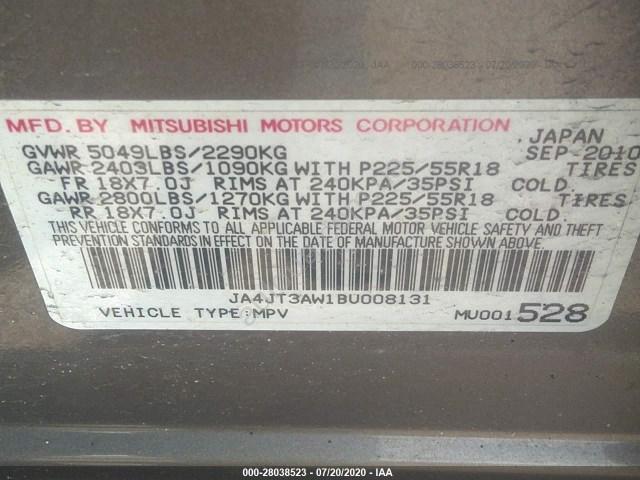 MFD. BY MITSUBISHI MOTORS CORPORATION , JAPAN
GVWR 5049LBS/2290KG SEP-2010
GAWR 2403LBS/1090KG WITH P225/55R18 TIRES
FR 18X7.0J RIMS AT 240KPA/35PSI COLD.
GAWR 2800LBS/1270KG WITH P225/55R18 TIRES
RR 18X7.0J RIMS AT 240KPA/35PSI COLD.
THIS VEHICLE CONFORMS TO ALL APPLICABLE FEDERAL MOTOR VEHICLE SAFETY AND THEFT
PREVENTION STANDARDS IN EFFECT ON THE DATE OF MANUFACTURE SHOWN ABOVE.
JA4JT3AW1BU008131
VEHICLE TYPE:MPV MU001528
000-28038523 - 07/20/2020 - IAA